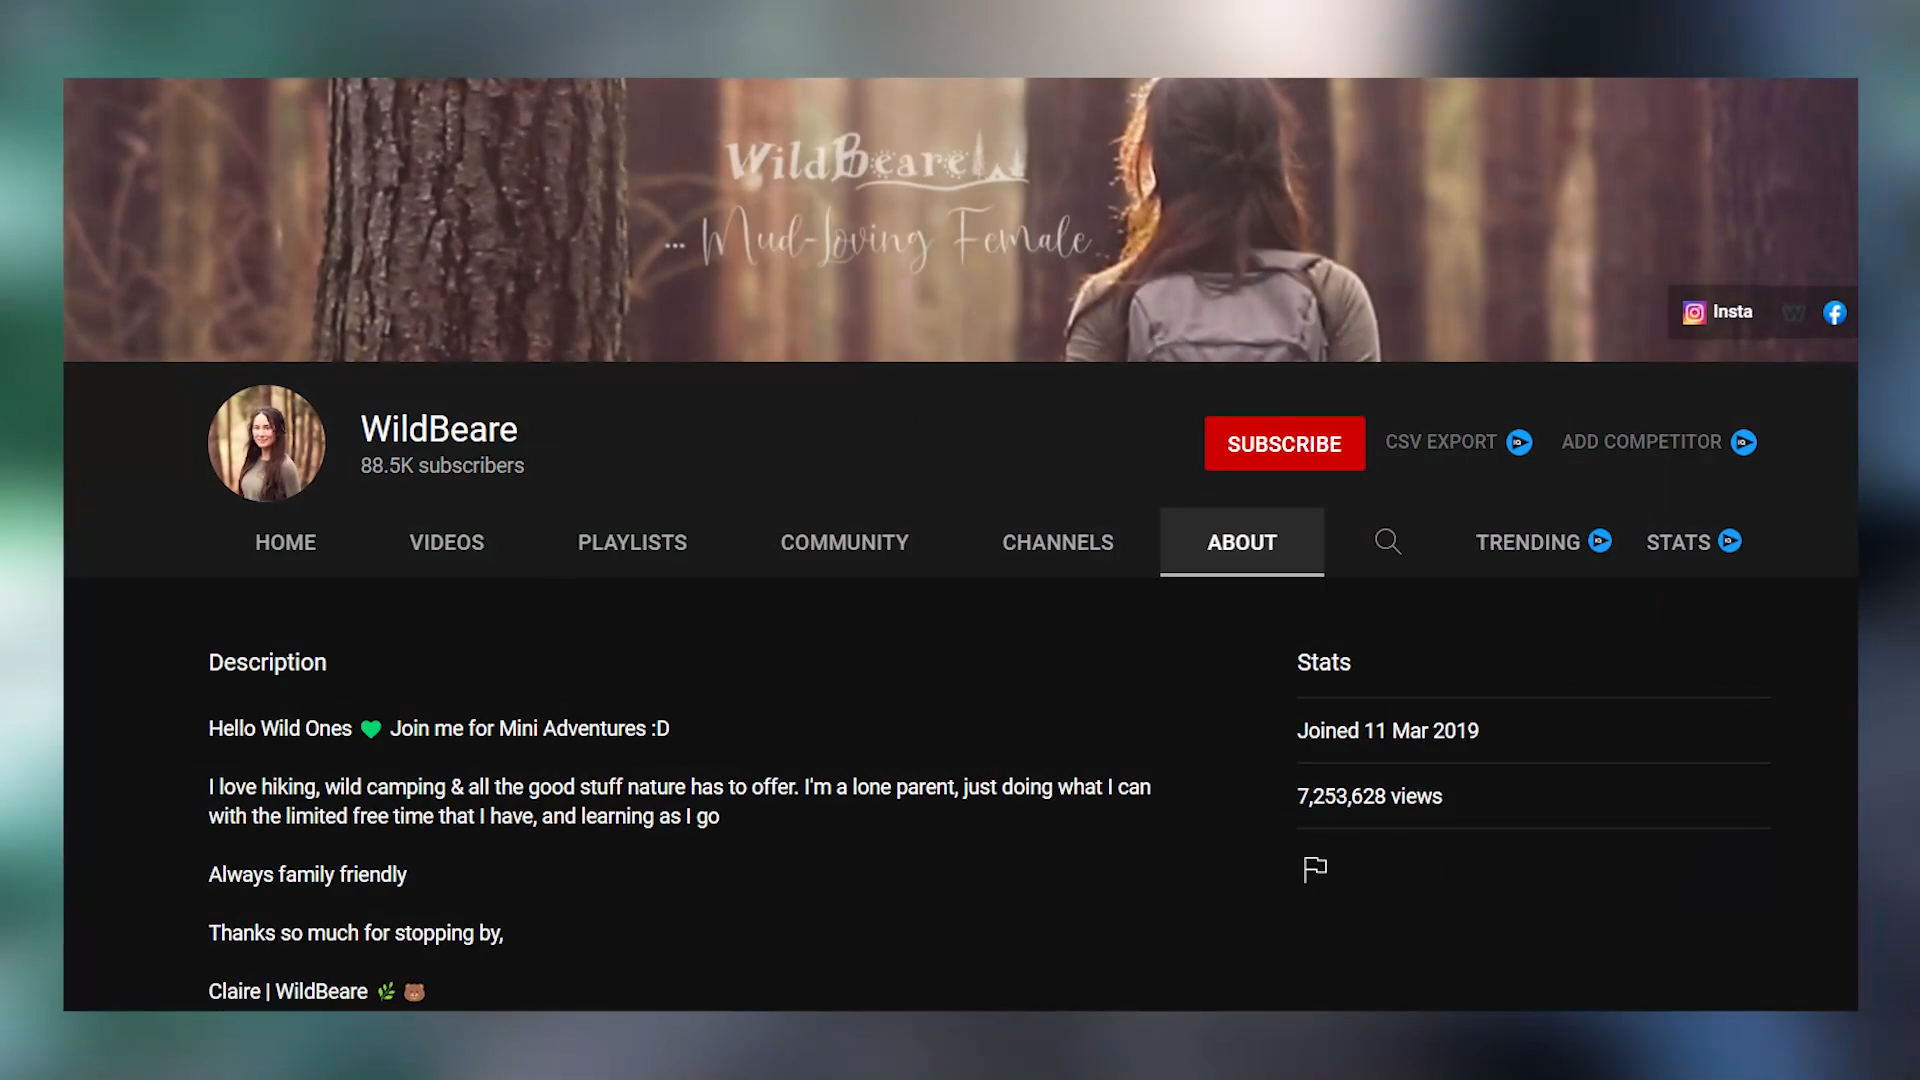 WildBeare
... Mud-Loving Female...
Insta
WildBeare
88.5K subscribers
SUBSCRIBE
CSV EXPORT
ADD COMPETITOR
HOME
VIDEOS
PLAYLISTS
COMMUNITY
CHANNELS
ABOUT
TRENDING
STATS
Description
Hello Wild Ones 💚 Join me for Mini Adventures :D
I love hiking, wild camping & all the good stuff nature has to offer. I'm a lone parent, just doing what I can
with the limited free time that I have, and learning as I go
Always family friendly
Thanks so much for stopping by,
Claire | WildBeare 🌿 🐻
Stats
Joined 11 Mar 2019
7,253,628 views